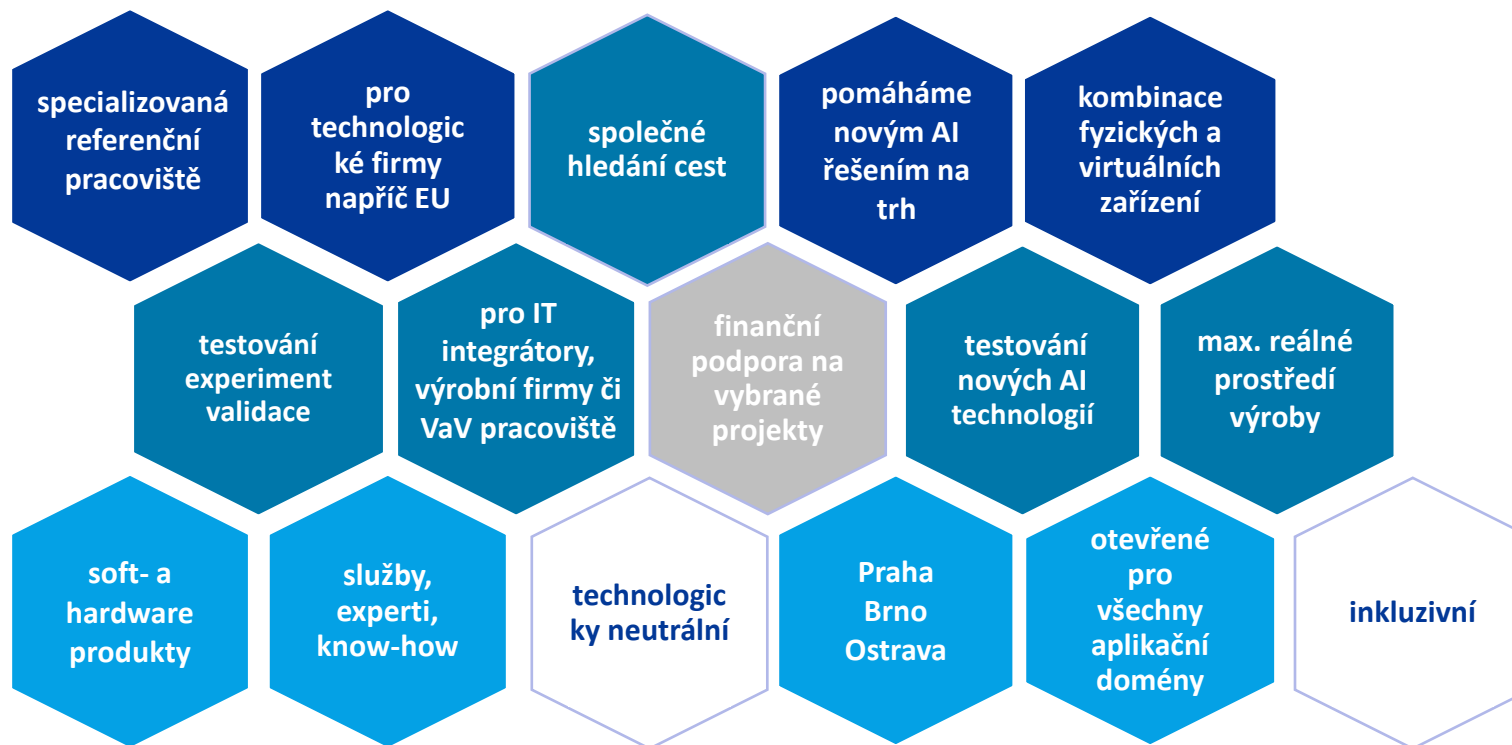 specializovaná
referenční
pracoviště
pro
technologic
ké firmy
napříč EU
společné
hledání cest
pomáháme
novým AI
řešením na
trh
kombinace
fyzických a
virtuálních
zařízení
testování
experiment
validace
pro IT
integrátory,
výrobní firmy či
VaV pracoviště
finanční
podpora na
vybrané
projekty
testování
nových AI
technologií
max. reálné
prostředí
výroby
soft- a
hardware
produkty
služby,
experti,
know-how
technologic
ky neutrální
Praha
Brno
Ostrava
otevřené
pro
všechny
aplikační
domény
inkluzivní